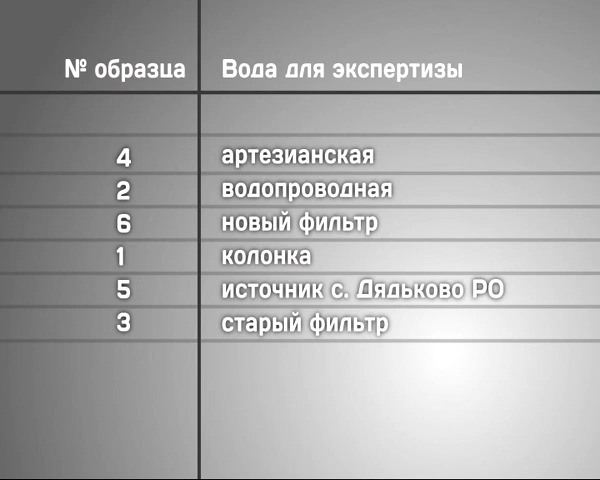 № образца Вода для экспертизы
4 артезианская
2 водопроводная
6 новый фильтр
1 колонка
5 источник с. Дядьково РО
3 старый фильтр